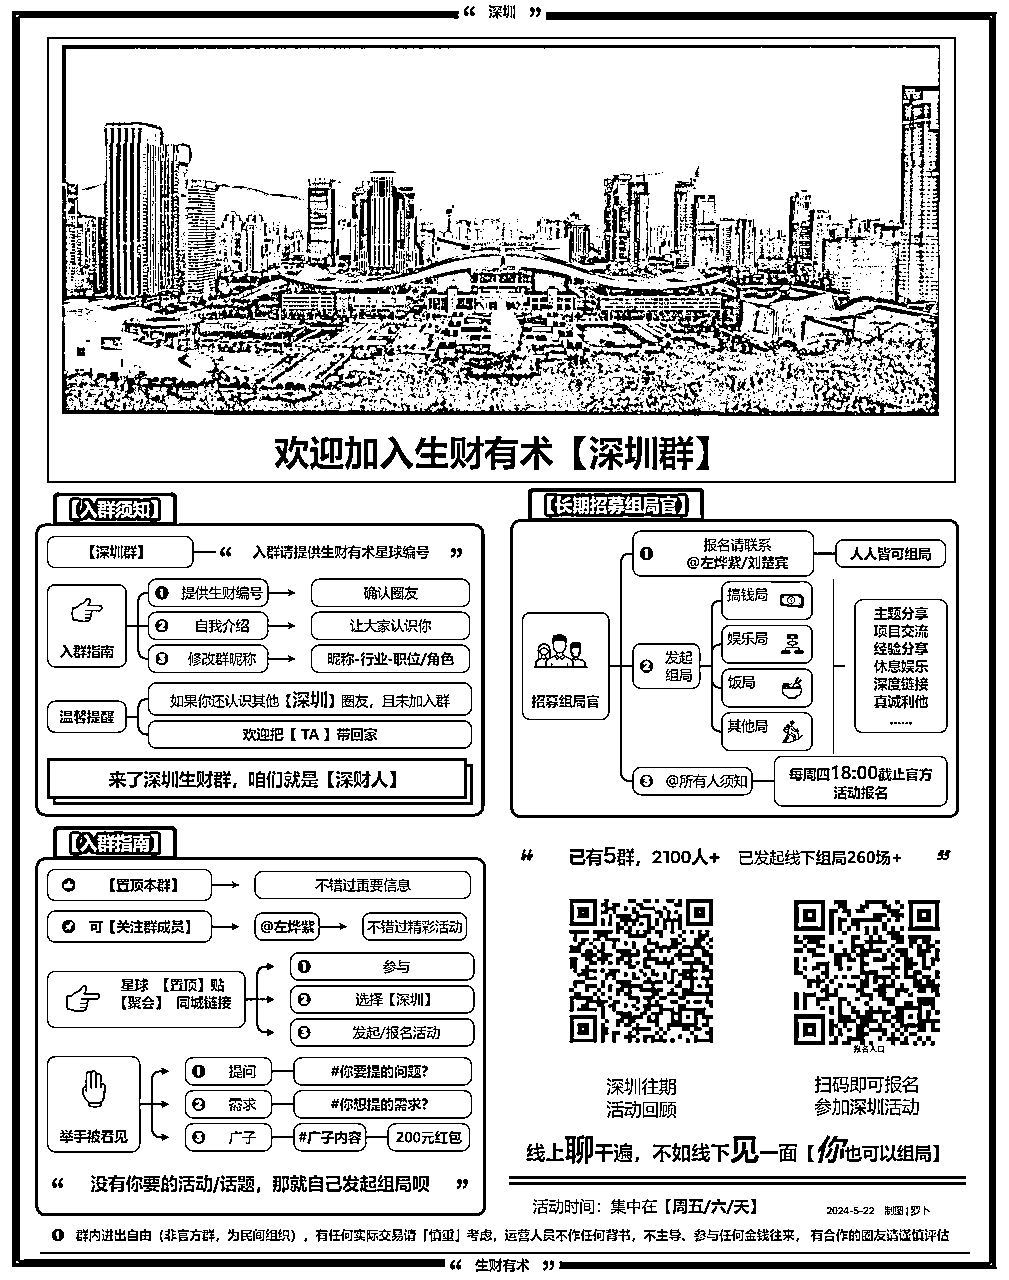 “ 深圳 ”
欢迎加入生财有术【深圳群】
【入群须知】
【深圳群】
“ 入群请提供生财有术星球编号 ”
入群指南
❶ 提供生财编号
确认圈友
❷ 自我介绍
让大家认识你
❸ 修改群昵称
昵称-行业-职位/角色
温馨提醒
如果你还认识其他【深圳】圈友，且未加入群
欢迎把【 TA 】带回家
来了深圳生财群，咱们就是【深财人】
【长期招募组局官】
招募组局官
❶ 报名请联系
@左烨紫/刘楚宾
人人皆可组局
❷ 发起
组局
搞钱局
娱乐局
饭局
其他局
主题分享
项目交流
经验分享
休息娱乐
深度链接
真诚利他
......
❸ @所有人须知
每周四18:00截止官方
活动报名
【入群指南】
【置顶本群】
不错过重要信息
可【关注群成员】
@左烨紫
不错过精彩活动
星球 【置顶】贴
【聚会】 同城链接
❶ 参与
❷ 选择【深圳】
❸ 发起/报名活动
举手被看见
❶ 提问
#你要提的问题?
❷ 需求
#你想提的需求?
❸ 广子
#广子内容
200元红包
“ 没有你要的活动/话题，那就自己发起组局呗 ”
“ 已有5群，2100人+ 已发起线下组局260场+ ”
报名入口
深圳往期
活动回顾
扫码即可报名
参加深圳活动
线上聊千遍，不如线下见一面【你也可以组局】
活动时间：集中在【周五/六/天】
2024-5-22 制图|萝卜
❶ 群内进出自由（非官方群，为民间组织），有任何实际交易请「慎重」考虑，运营人员不作任何背书，不主导、参与任何金钱往来， 有合作的圈友请谨慎评估
“ 生财有术 ”